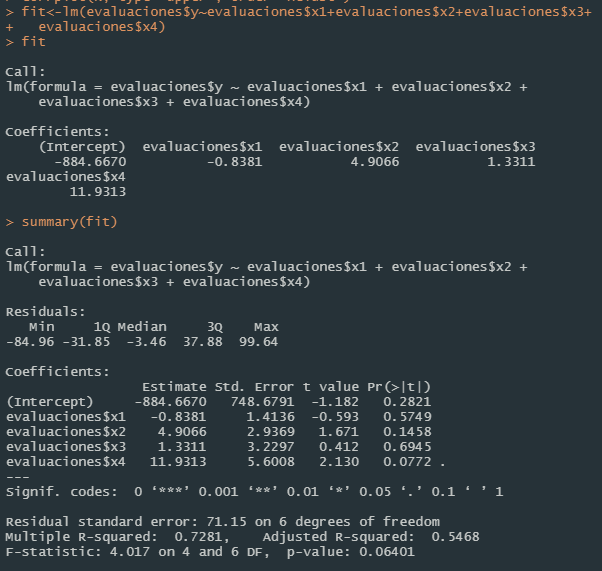 > fit<-lm(evaluaciones$y~evaluaciones$x1+evaluaciones$x2+evaluaciones$x3+
+   evaluaciones$x4)
> fit

Call:
lm(formula = evaluaciones$y ~ evaluaciones$x1 + evaluaciones$x2 +
    evaluaciones$x3 + evaluaciones$x4)

Coefficients:
    (Intercept)  evaluaciones$x1  evaluaciones$x2  evaluaciones$x3
      -884.6670          -0.8381           4.9066           1.3311
evaluaciones$x4
        11.9313

> summary(fit)

Call:
lm(formula = evaluaciones$y ~ evaluaciones$x1 + evaluaciones$x2 +
    evaluaciones$x3 + evaluaciones$x4)

Residuals:
   Min     1Q Median     3Q    Max
-84.96 -31.85  -3.46  37.88  99.64

Coefficients:
                 Estimate Std. Error t value Pr(>|t|)
(Intercept)     -884.6670   748.6791  -1.182   0.2821
evaluaciones$x1   -0.8381     1.4136  -0.593   0.5749
evaluaciones$x2    4.9066     2.9369   1.671   0.1458
evaluaciones$x3    1.3311     3.2297   0.412   0.6945
evaluaciones$x4   11.9313     5.6008   2.130   0.0772 .
---
Signif. codes:  0 ‘***’ 0.001 ‘**’ 0.01 ‘*’ 0.05 ‘.’ 0.1 ‘ ’ 1

Residual standard error: 71.15 on 6 degrees of freedom
Multiple R-squared:  0.7281,    Adjusted R-squared:  0.5468
F-statistic: 4.017 on 4 and 6 DF,  p-value: 0.06401